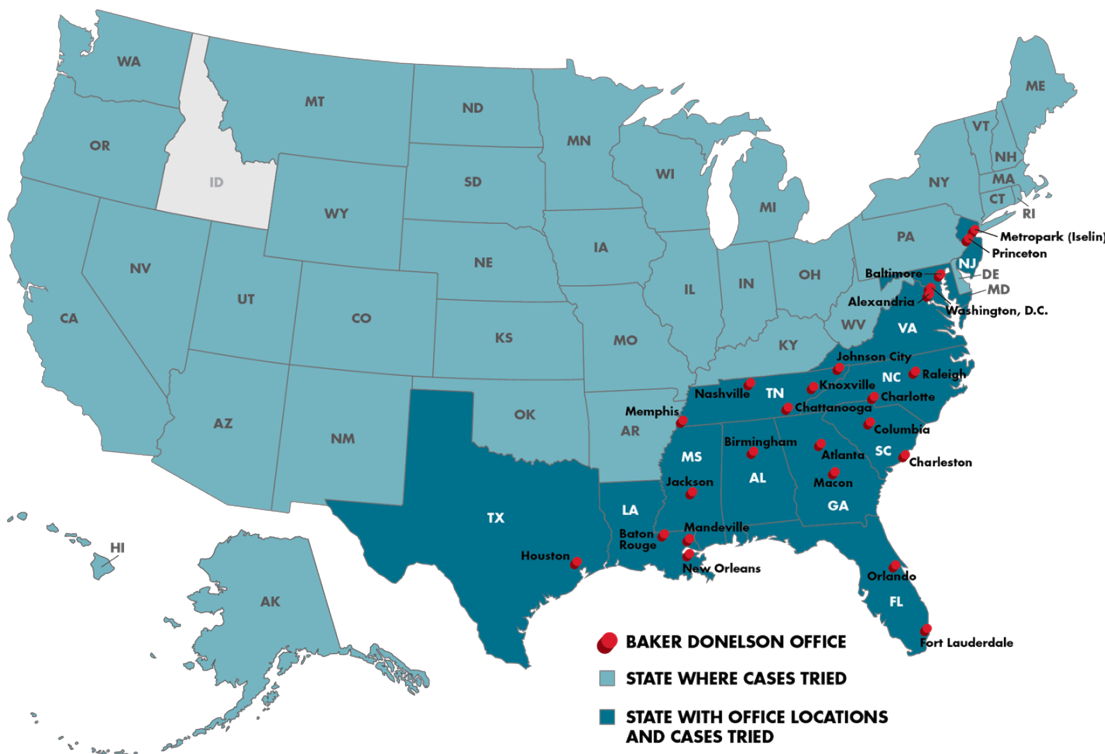 WA
MT
ND
MN
ME
VT
NH
OR
ID
SD
WI
NY
MA
CT
RI
WY
MI
IA
PA
Metropark (Iselin)
Princeton
NJ
NE
OH
Baltimore
DE
MD
NV
UT
IL
IN
Alexandria
Washington, D.C.
CA
CO
KS
MO
WV
VA
KY
Johnson City
NC
Raleigh
Nashville
TN
Knoxville
Charlotte
Chattanooga
AZ
NM
OK
AR
Memphis
Columbia
Birmingham
MS
AL
Atlanta
SC
Charleston
Jackson
Macon
GA
TX
LA
Baton
Rouge
Mandeville
HI
Houston
New Orleans
Orlando
AK
FL
Fort Lauderdale
BAKER DONELSON OFFICE
STATE WHERE CASES TRIED
STATE WITH OFFICE LOCATIONS
AND CASES TRIED